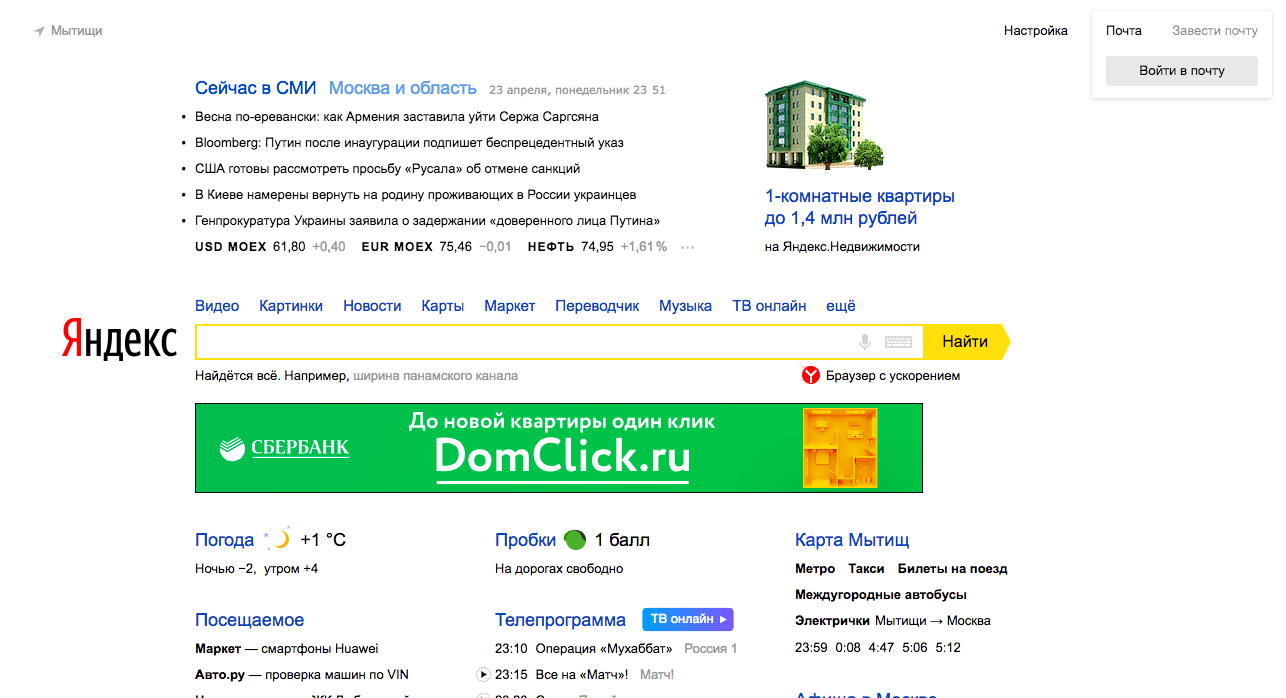 Мытищи
Настройка
Почта Завести почту
Войти в почту
Сейчас в СМИ Москва и область 23 апреля, понедельник 23 51
Весна по-еревански: как Армения заставила уйти Сержа Саргсяна
Bloomberg: Путин после инаугурации подпишет беспрецедентный указ
США готовы рассмотреть просьбу «Русала» об отмене санкций
В Киеве намерены вернуть на родину проживающих в России украинцев
Генпрокуратура Украины заявила о задержании «доверенного лица Путина»
USD MOEX 61,80 +0,40 EUR MOEX 75,46 −0,01 НЕФТЬ 74,95 +1,61% ···
1-комнатные квартиры
до 1,4 млн рублей
на Яндекс.Недвижимости
Видео Картинки Новости Карты Маркет Переводчик Музыка ТВ онлайн ещё
Яндекс
Найти
Найдётся всё. Например, ширина панамского канала
Браузер с ускорением
СБЕРБАНК
До новой квартиры один клик
DomClick.ru
Погода +1 °C
Ночью −2, утром +4
Пробки 1 балл
На дорогах свободно
Карта Мытищ
Метро Такси Билеты на поезд
Междугородные автобусы
Электрички Мытищи → Москва
23:59 0:08 4:47 5:06 5:12
Посещаемое
Маркет — смартфоны Huawei
Авто.ру — проверка машин по VIN
Телепрограмма ТВ онлайн
23:10 Операция «Мухаббат» Россия 1
23:15 Все на «Матч»! Матч!
Афиша в Москве